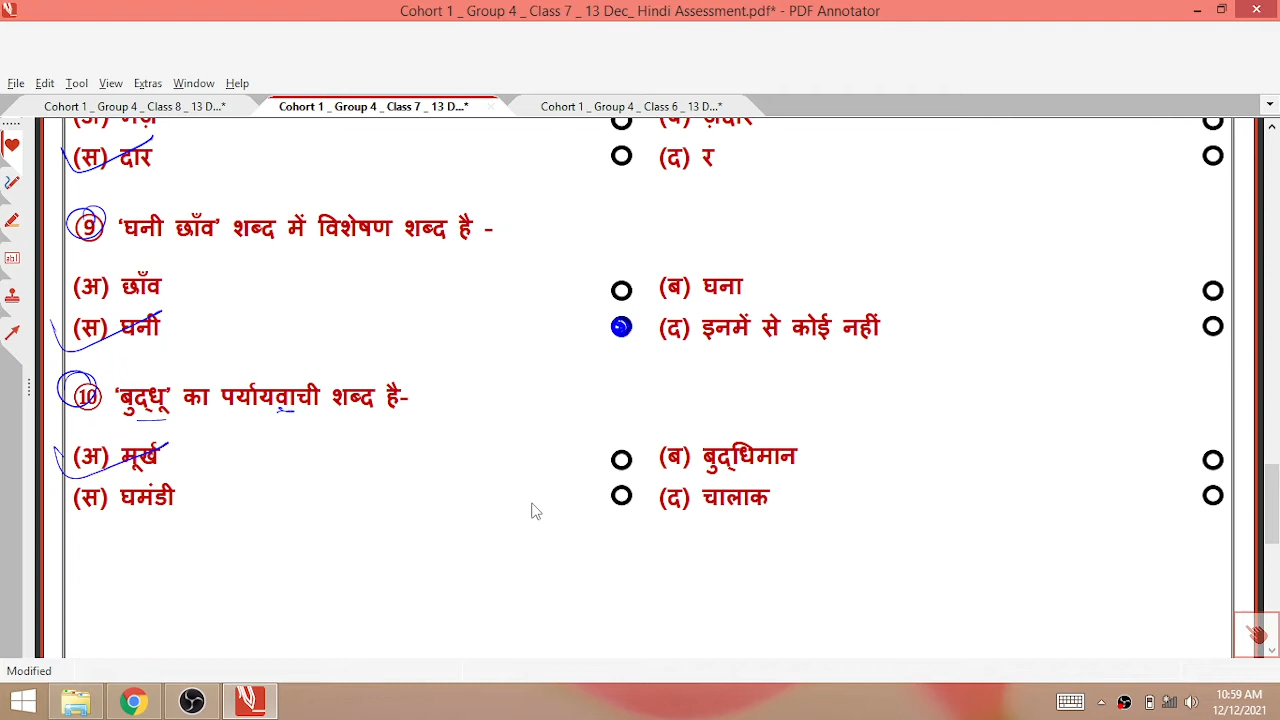 Cohort 1 _ Group 4 _ Class 7 _ 13 Dec_ Hindi Assessment.pdf* - PDF Annotator
File Edit Tool View Extras Window Help
Cohort 1 _ Group 4 _ Class 8 _ 13 D...* Cohort 1 _ Group 4 _ Class 7 _ 13 D...* Cohort 1 _ Group 4 _ Class 6 _ 13 D...*
(स) दार (द) र
9 ‘घनी छाँव’ शब्द में विशेषण शब्द है -
(अ) छाँव (ब) घना
(स) घनी (द) इनमें से कोई नहीं
10 ‘बुद्धू’ का पर्यायवाची शब्द है-
(अ) मूर्ख (ब) बुद्धिमान
(स) घमंडी (द) चालाक
Modified
10:59 AM
12/12/2021